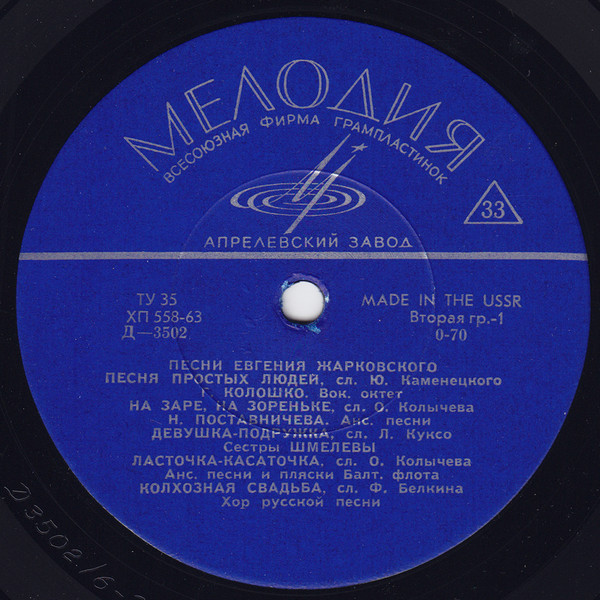 МЕЛОДИЯ
ВСЕСОЮЗНАЯ ФИРМА ГРАМПЛАСТИНОК
33
АПРЕЛЕВСКИЙ ЗАВОД
ТУ 35
ХП 558-63
Д—3502
MADE IN THE USSR
Вторая гр.-1
0-70
ПЕСНИ ЕВГЕНИЯ ЖАРКОВСКОГО
ПЕСНЯ ПРОСТЫХ ЛЮДЕЙ, сл. Ю. Каменецкого
Г. КОЛОШКО. Вок. октет
НА ЗАРЕ, НА ЗОРЕНЬКЕ, сл. О. Колычева
Н. ПОСТАВНИЧЕВА. Анс. песни
ДЕВУШКА-ПОДРУЖКА, сл. Л. Куксо
Сестры ШМЕЛЕВЫ
ЛАСТОЧКА-КАСАТОЧКА, сл. О. Колычева
Анс. песни и пляски Балт. флота
КОЛХОЗНАЯ СВАДЬБА, сл. Ф. Белкина
Хор русской песни